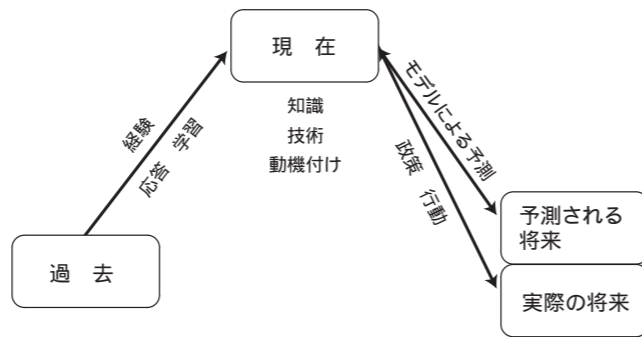 現 在
知識
技術
動機付け
経験
応答 学習
モデルによる予測
政策 行動
過 去
予測される
将来
実際の将来